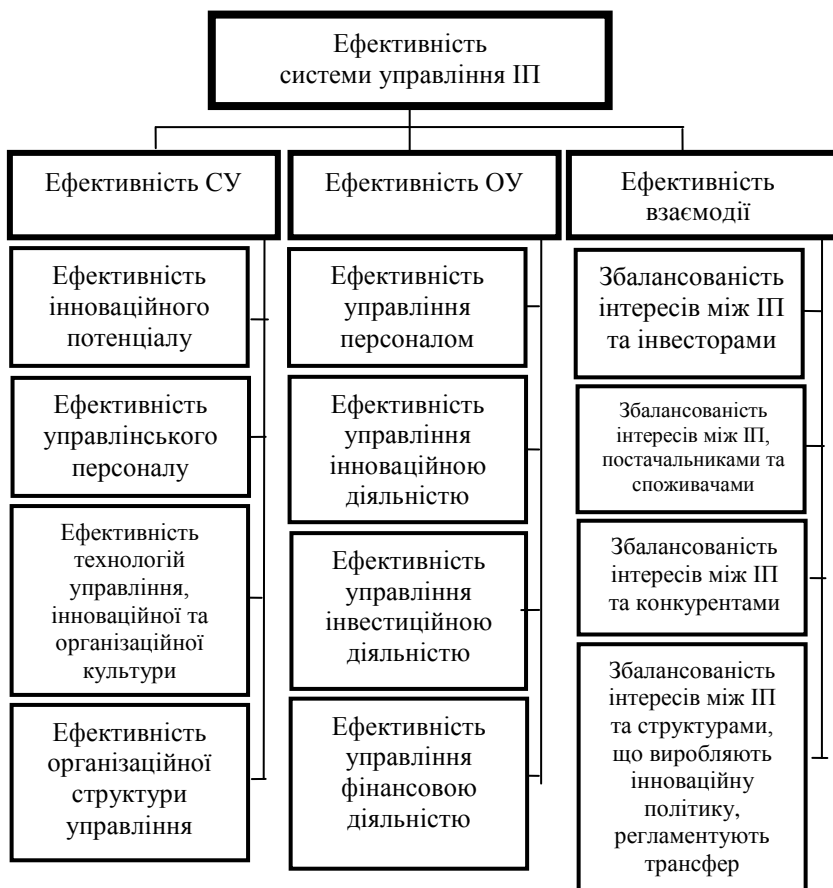 Ефективність
системи управління ІП
Ефективність СУ
Ефективність
інноваційного
потенціалу
Ефективність
управлінського
персоналу
Ефективність
технологій
управління,
інноваційної та
організаційної
культури
Ефективність
організаційної
структури
управління
Ефективність ОУ
Ефективність
управління
персоналом
Ефективність
управління
інноваційною
діяльністю
Ефективність
управління
інвестиційною
діяльністю
Ефективність
управління
фінансовою
діяльністю
Ефективність
взаємодії
Збалансованість
інтересів між ІП
та інвесторами
Збалансованість
інтересів між ІП,
постачальниками та
споживачами
Збалансованість
інтересів між ІП
та конкурентами
Збалансованість
інтересів між ІП
та структурами,
що виробляють
інноваційну
політику,
регламентують
трансфер